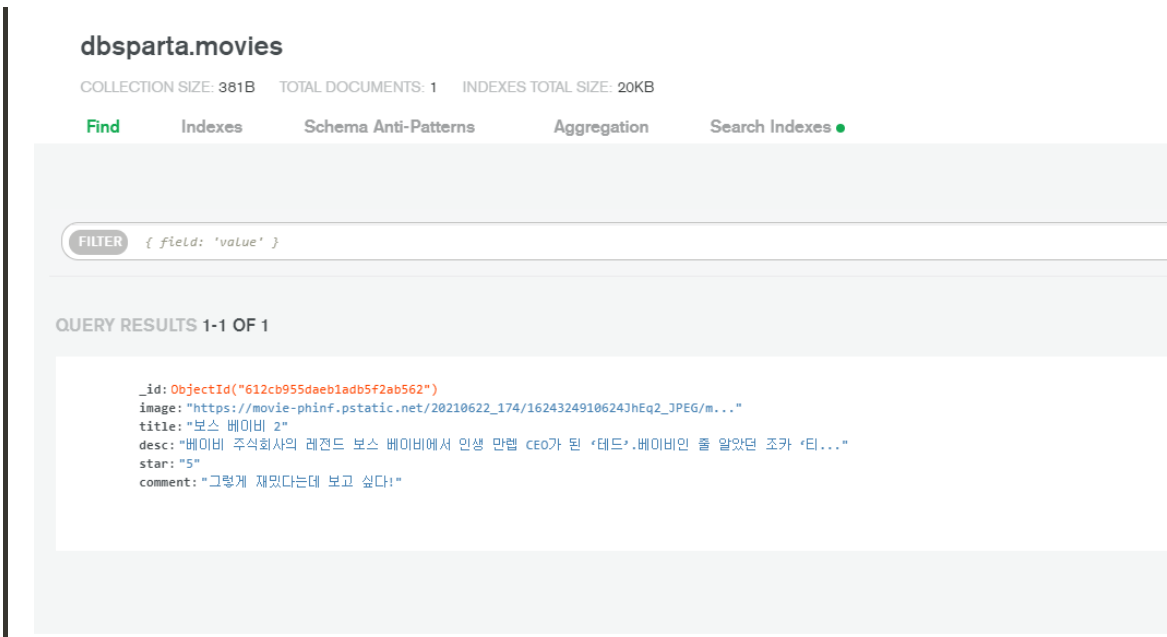 dbsparta.movies
COLLECTION SIZE: 381B TOTAL DOCUMENTS: 1 INDEXES TOTAL SIZE: 20KB
Find Indexes Schema Anti-Patterns Aggregation Search Indexes
FILTER { field: 'value' }
QUERY RESULTS 1-1 OF 1
_id: ObjectId("612cb955daeb1adb5f2ab562")
image: "https://movie-phinf.pstatic.net/20210622_174/1624324910624JhEq2_JPEG/m..."
title: "보스 베이비 2"
desc: "베이비 주식회사의 레전드 보스 베이비에서 인생 만렙 CEO가 된 ‘테드’.베이비인 줄 알았던 조카 ‘티..."
star: "5"
comment: "그렇게 재밌다는데 보고 싶다!"